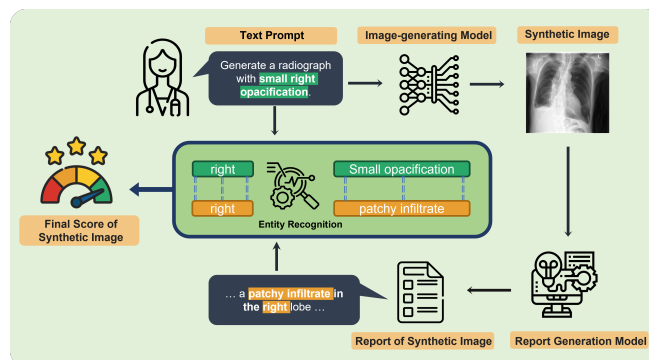 Text Prompt
Image-generating Model
Synthetic Image
Generate a radiograph
with small right
opacification.
L
right
Small opacification
right
patchy infiltrate
Entity Recognition
Final Score of
Synthetic Image
… a patchy infiltrate in
the right lobe …
Report of Synthetic Image
Report Generation Model